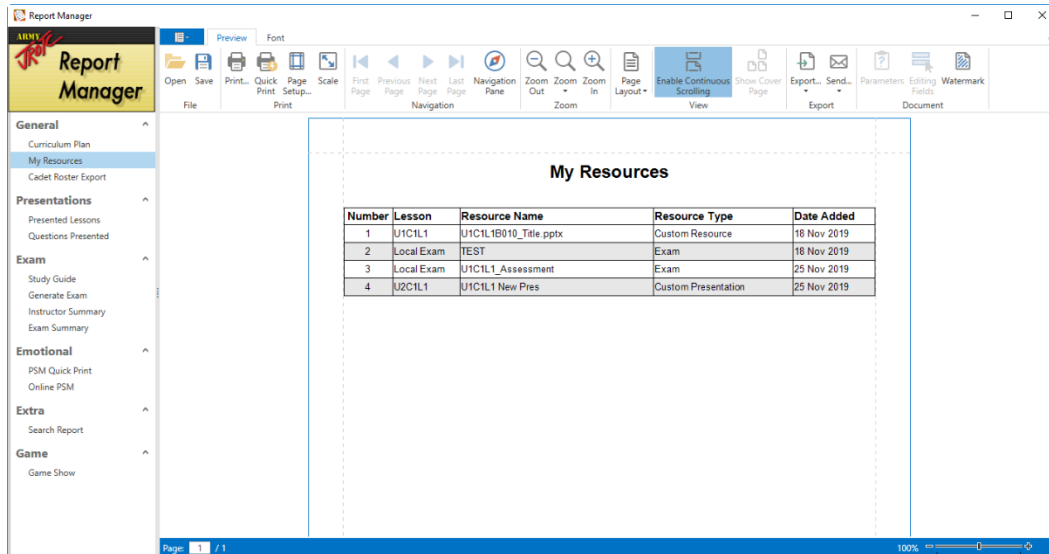 Report Manager
ARMY
JROTC
Report
Manager
Preview Font
Open Save Print... Quick Print Page Setup... Scale First Page Previous Page Next Page Last Page Navigation Pane Zoom Out Zoom Zoom In Page Layout Enable Continuous Scrolling Show Cover Page Export... Send... Parameters Editing Fields Watermark
File Print Navigation Zoom View Export Document
General
Curriculum Plan
My Resources
Cadet Roster Export
Presentations
Presented Lessons
Questions Presented
Exam
Study Guide
Generate Exam
Instructor Summary
Exam Summary
Emotional
PSM Quick Print
Online PSM
Extra
Search Report
Game
Game Show
My Resources
Number Lesson Resource Name Resource Type Date Added
1 U1C1L1 U1C1L1B010_Title.pptx Custom Resource 18 Nov 2019
2 Local Exam TEST Exam 18 Nov 2019
3 Local Exam U1C1L1_Assessment Exam 25 Nov 2019
4 U2C1L1 U1C1L1 New Pres Custom Presentation 25 Nov 2019
Page: 1 / 1 100%